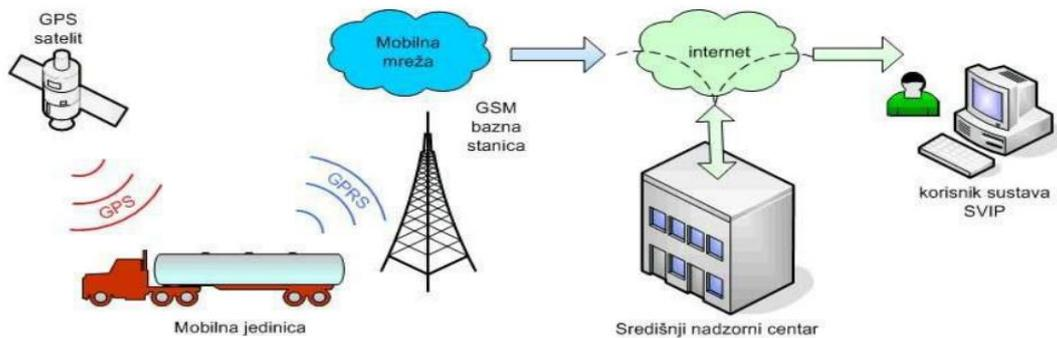 GPS
satelit
Mobilna
mreža
internet
GSM
bazna
stanica
GPS
GPRS
korisnik sustava
SVIP
Mobilna jedinica
Središnji nadzorni centar